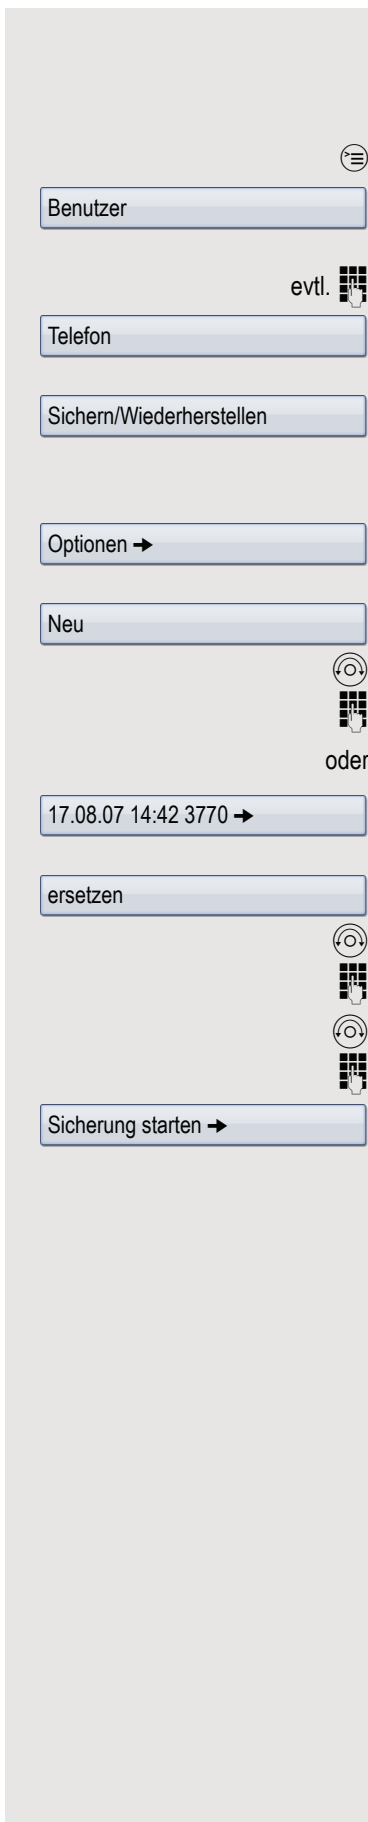 Benutzer
evtl.
Telefon
Sichern/Wiederherstellen
Optionen →
Neu
oder
17.08.07 14:42 3770 →
ersetzen
Sicherung starten →